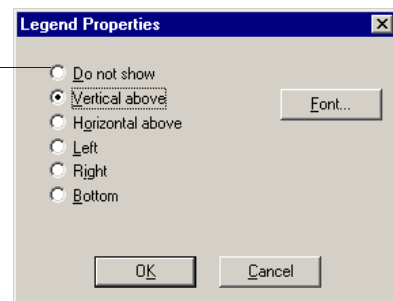 Legend Properties
Do not show
Vertical above
Horizontal above
Left
Right
Bottom
Font...
OK
Cancel